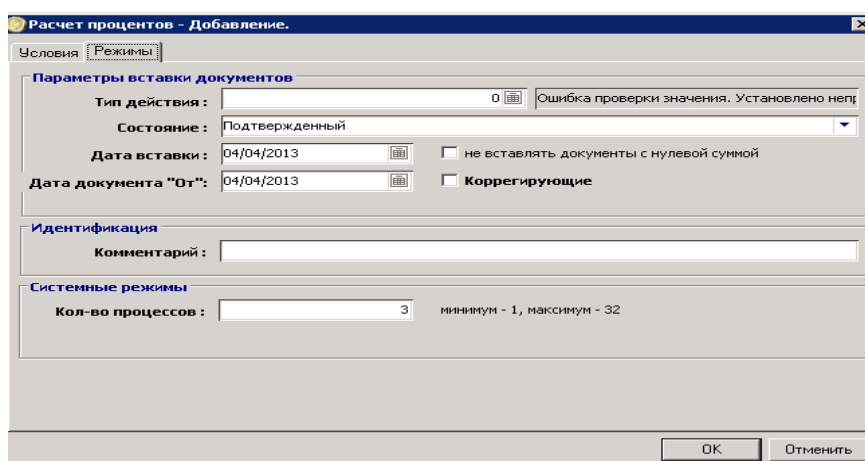 Расчет процентов - Добавление.
Условия Режимы
Параметры вставки документов
Тип действия : 0 Ошибка проверки значения. Установлено
Состояние : Подтвержденный
Дата вставки : 04/04/2013 не вставлять документы с нулевой суммой
Дата документа "От": 04/04/2013 Коррегирующие
Идентификация
Комментарий :
Системные режимы
Кол-во процессов : 3 минимум - 1, максимум - 32
OK Отменить